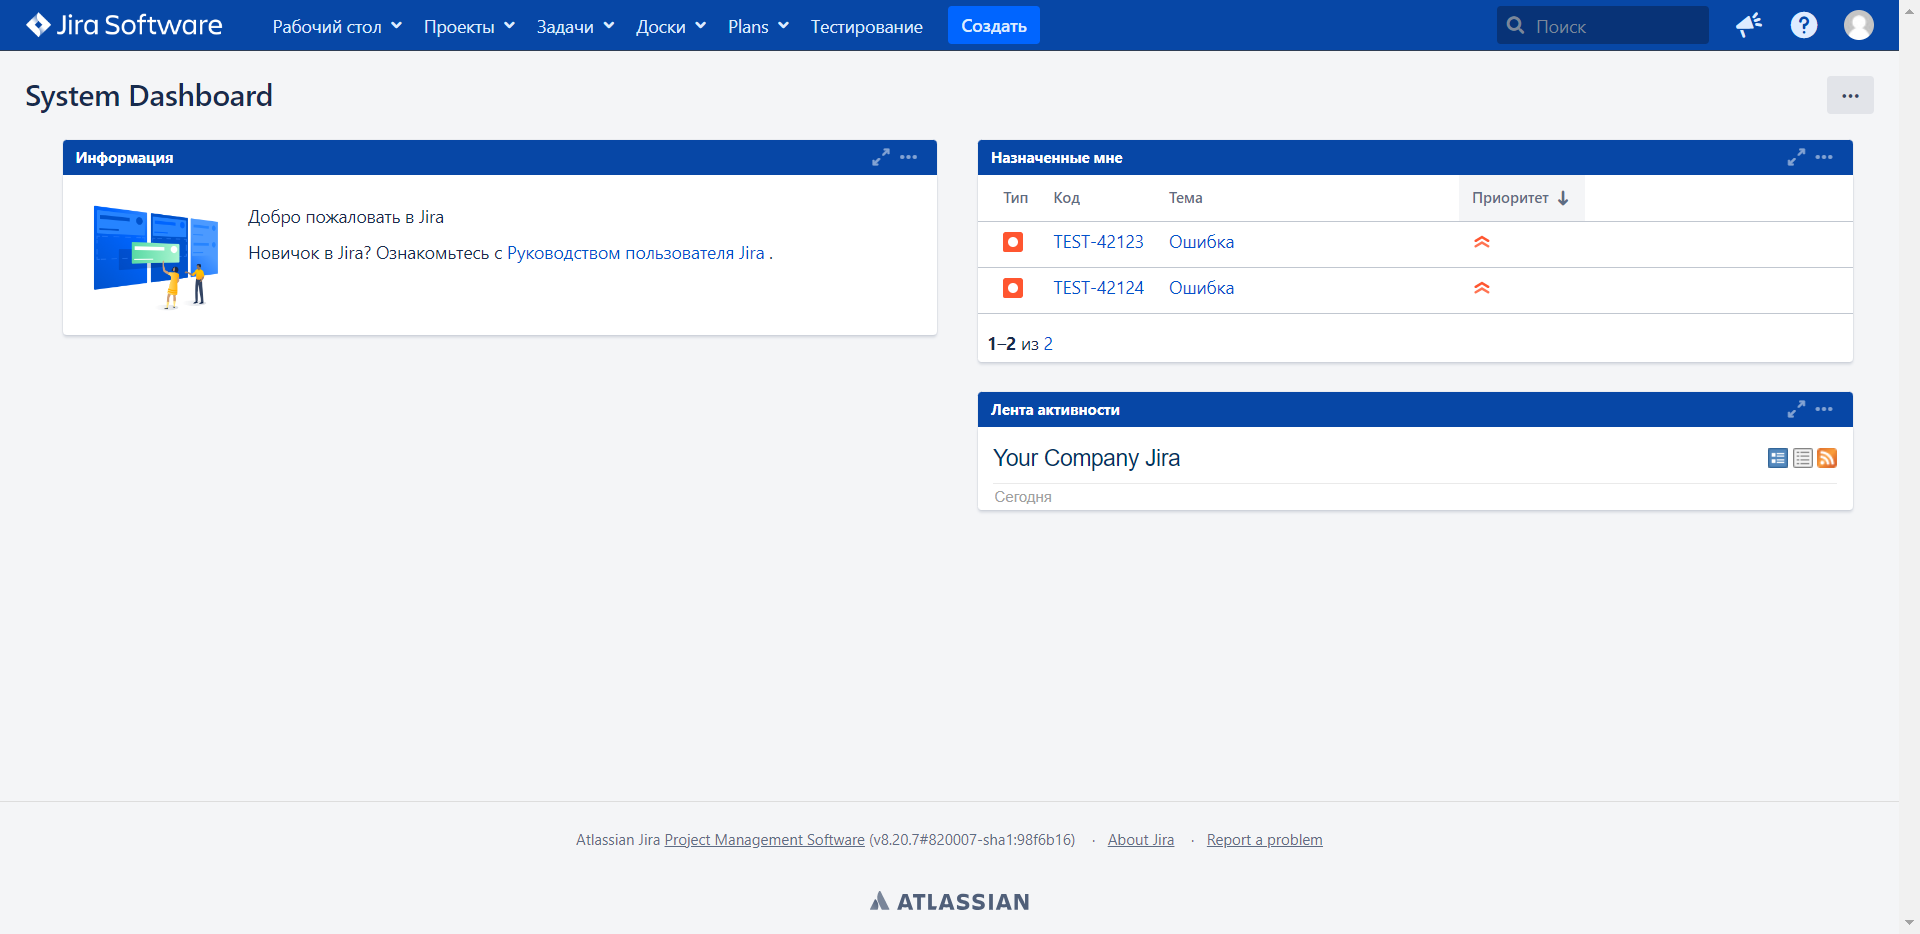 Jira Software Рабочий стол Проекты Задачи Доски Plans Тестирование Создать Поиск
System Dashboard
Информация
Добро пожаловать в Jira
Новичок в Jira? Ознакомьтесь с Руководством пользователя Jira .
Назначенные мне
Тип Код Тема Приоритет
TEST-42123 Ошибка
TEST-42124 Ошибка
1–2 из 2
Лента активности
Your Company Jira
Сегодня
Atlassian Jira Project Management Software (v8.20.7#820007-sha1:98f6b16) · About Jira · Report a problem
ATLASSIAN